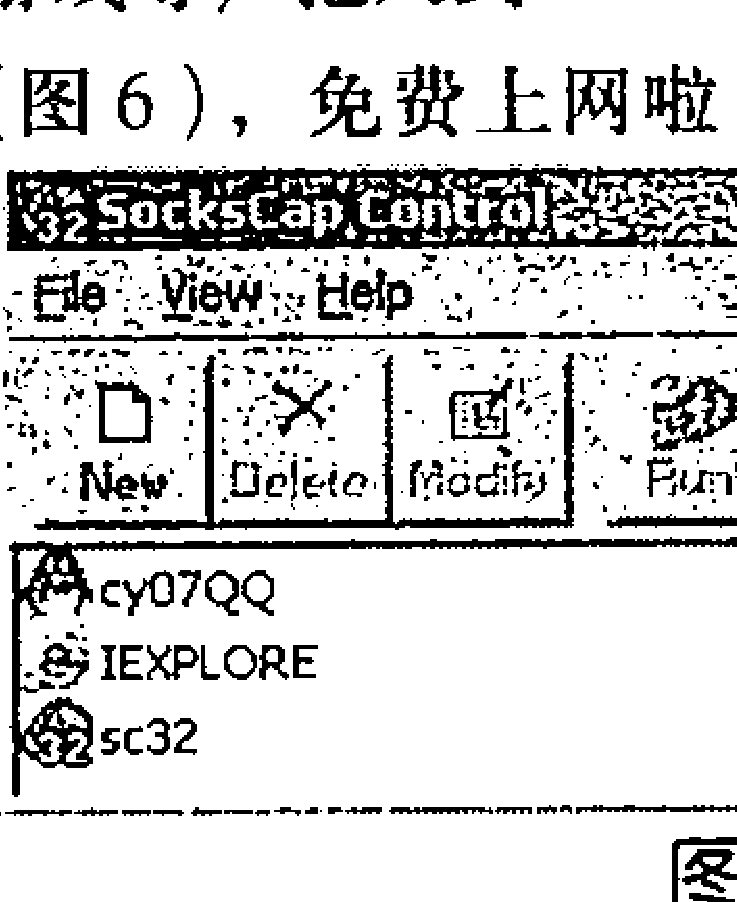 (图6)，免费上网啦
SocksCap Control
File View Help
New Delete Modify Run
cy07QQ
IEXPLORE
sc32
图